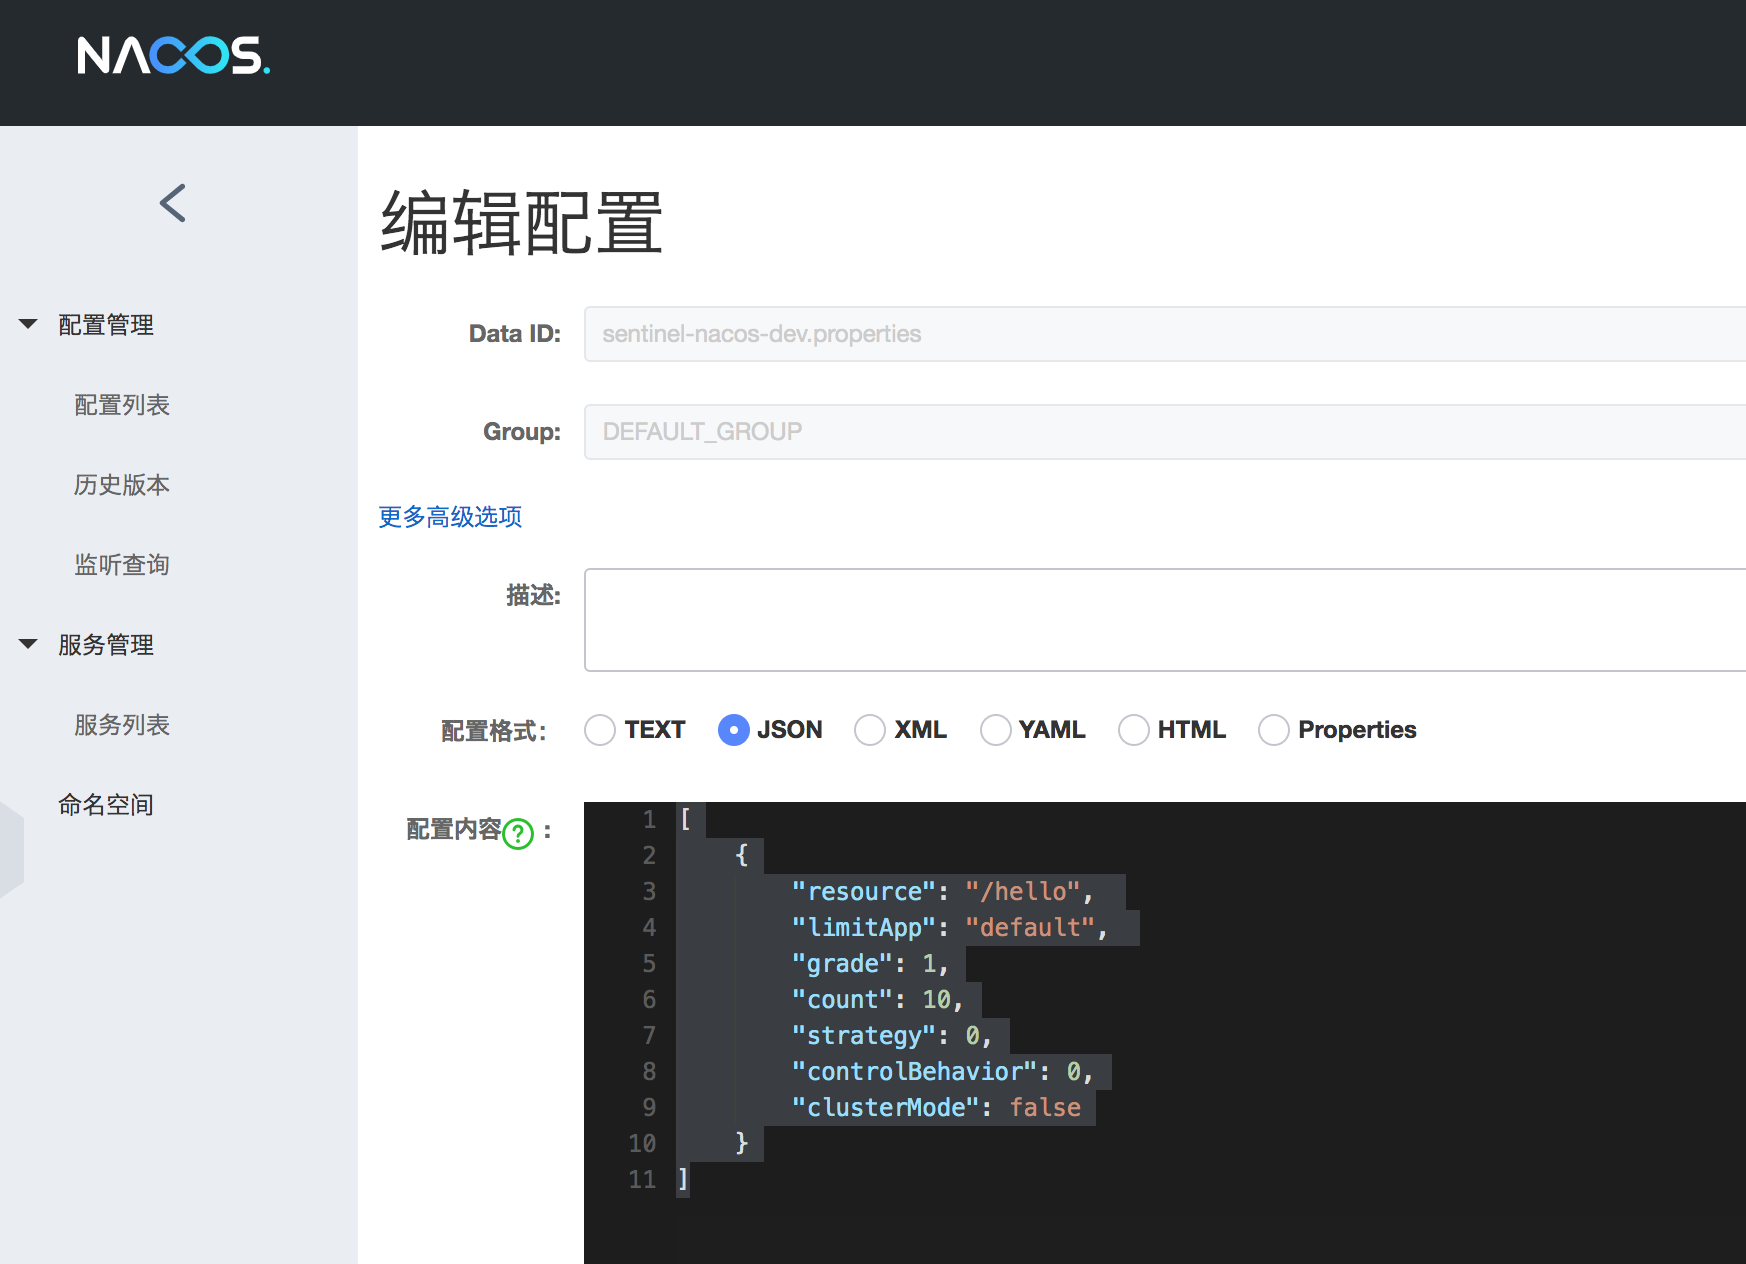 NACOS.
编辑配置
配置管理
配置列表
历史版本
监听查询
服务管理
服务列表
命名空间
Data ID: sentinel-nacos-dev.properties
Group: DEFAULT_GROUP
更多高级选项
描述:
配置格式: TEXT JSON XML YAML HTML Properties
配置内容? :
1 [
2     {
3         "resource": "/hello",
4         "limitApp": "default",
5         "grade": 1,
6         "count": 10,
7         "strategy": 0,
8         "controlBehavior": 0,
9         "clusterMode": false
10     }
11 ]